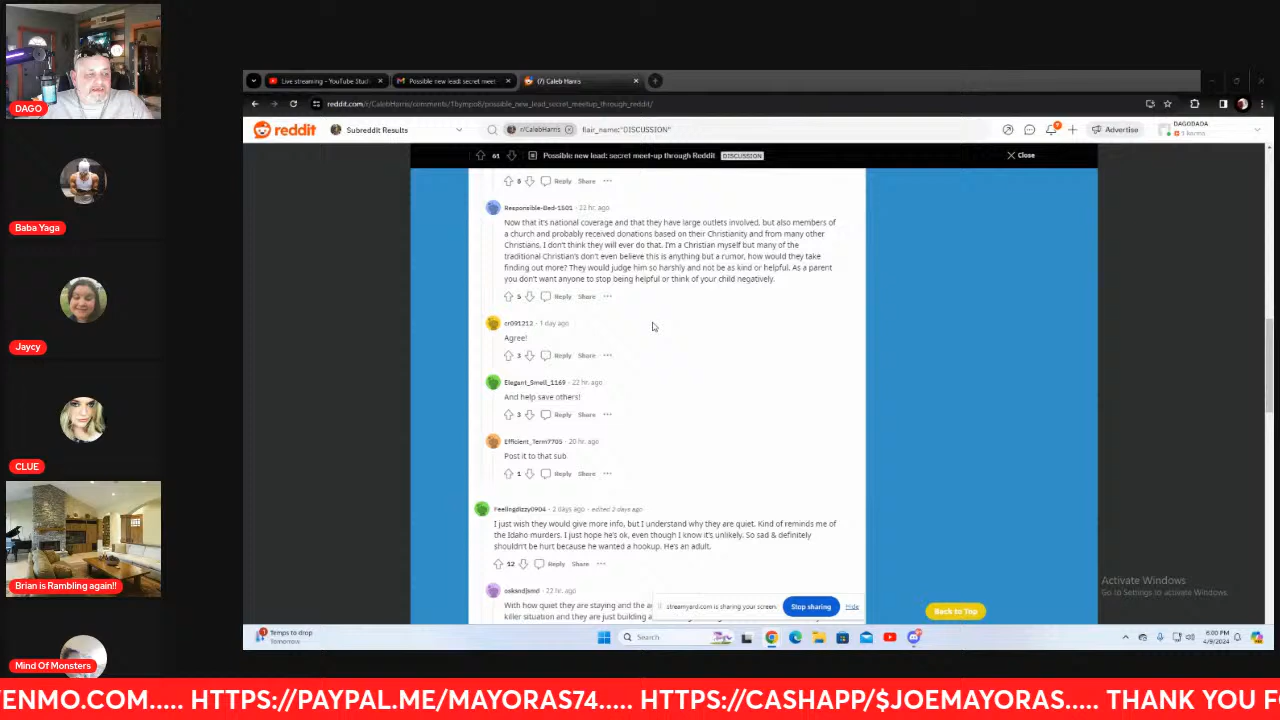 DAGO
Baba Yaga
Jaycy
CLUE
Brian is Rambling again!!
Mind Of Monsters
Live streaming - YouTube Studi
Possible new lead: secret meet
(7) Caleb Harris
reddit.com/r/CalebHarris/comments/1bympo8/possible_new_lead_secret_meetup_through_reddit/
reddit
Subreddit Results
r/CalebHarris
flair_name:"DISCUSSION"
Advertise
DAGOBADA
1 karma
61
Possible new lead: secret meet-up through Reddit
DISCUSSION
Close
8 Reply Share
Responsible-Bed-1501 · 22 hr. ago
Now that it's national coverage and that they have large outlets involved, but also members of
a church and probably received donations based on their Christianity and from many other
Christians, I don't think they will ever do that. I'm a Christian myself but many of the
traditional Christian's don't even believe this is anything but a rumor, how would they take
finding out more? They would judge him so harshly and not be as kind or helpful. As a parent
you don't want anyone to stop being helpful or think of your child negatively.
5 Reply Share
cr091212 · 1 day ago
Agree!
3 Reply Share
Elegant_Smell_1169 · 22 hr. ago
And help save others!
3 Reply Share
Efficient_Term7705 · 20 hr. ago
Post it to that sub
1 Reply Share
Feelingdizzy0904 · 2 days ago · edited 2 days ago
I just wish they would give more info, but I understand why they are quiet. Kind of reminds me of
the Idaho murders. I just hope he's ok, even though I know it's unlikely. So sad & definitely
shouldn't be hurt because he wanted a hookup. He's an adult.
12 Reply Share
22 hr. ago
With how quiet they are staying and the
killer situation and they are just building
streamyard.com is sharing your screen.
Stop sharing
Hide
Back to Top
Activate Windows
Go to Settings to activate Windows.
Temps to drop
Tomorrow
Search
6:00 PM
4/9/2024
VENMO.COM..... HTTPS://PAYPAL.ME/MAYORAS74..... HTTPS://CASHAPP/$JOEMAYORAS..... THANK YOU F